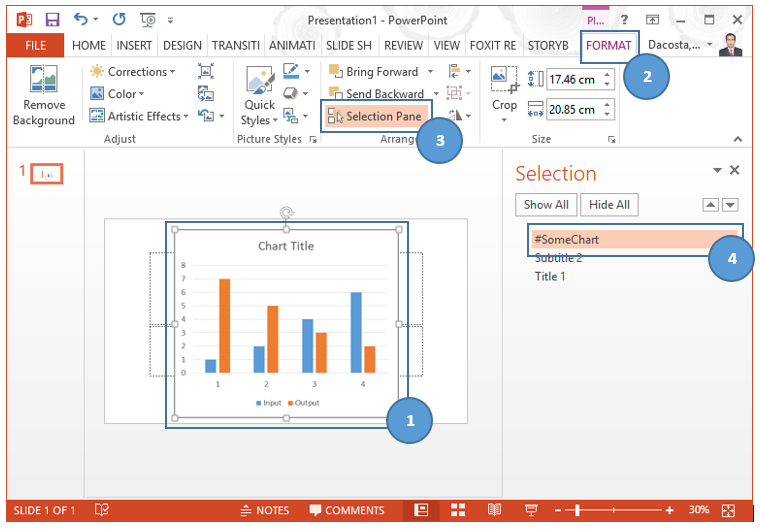 Presentation1 - PowerPoint
Pl... ?
FILE HOME INSERT DESIGN TRANSITI ANIMATI SLIDE SH REVIEW VIEW FOXIT RE STORYB FORMAT Dacosta,...
2
Remove Background
Corrections
Color
Artistic Effects
Adjust
Quick Styles
Picture Styles
Bring Forward
Send Backward
Selection Pane
Arrange
3
Crop
17.46 cm
20.85 cm
Size
1
Selection
Show All Hide All
#SomeChart
4
Subtitle 2
Title 1
Chart Title
8
7
6
5
4
3
2
1
0
1 2 3 4
Input Output
1
SLIDE 1 OF 1 NOTES COMMENTS 30%